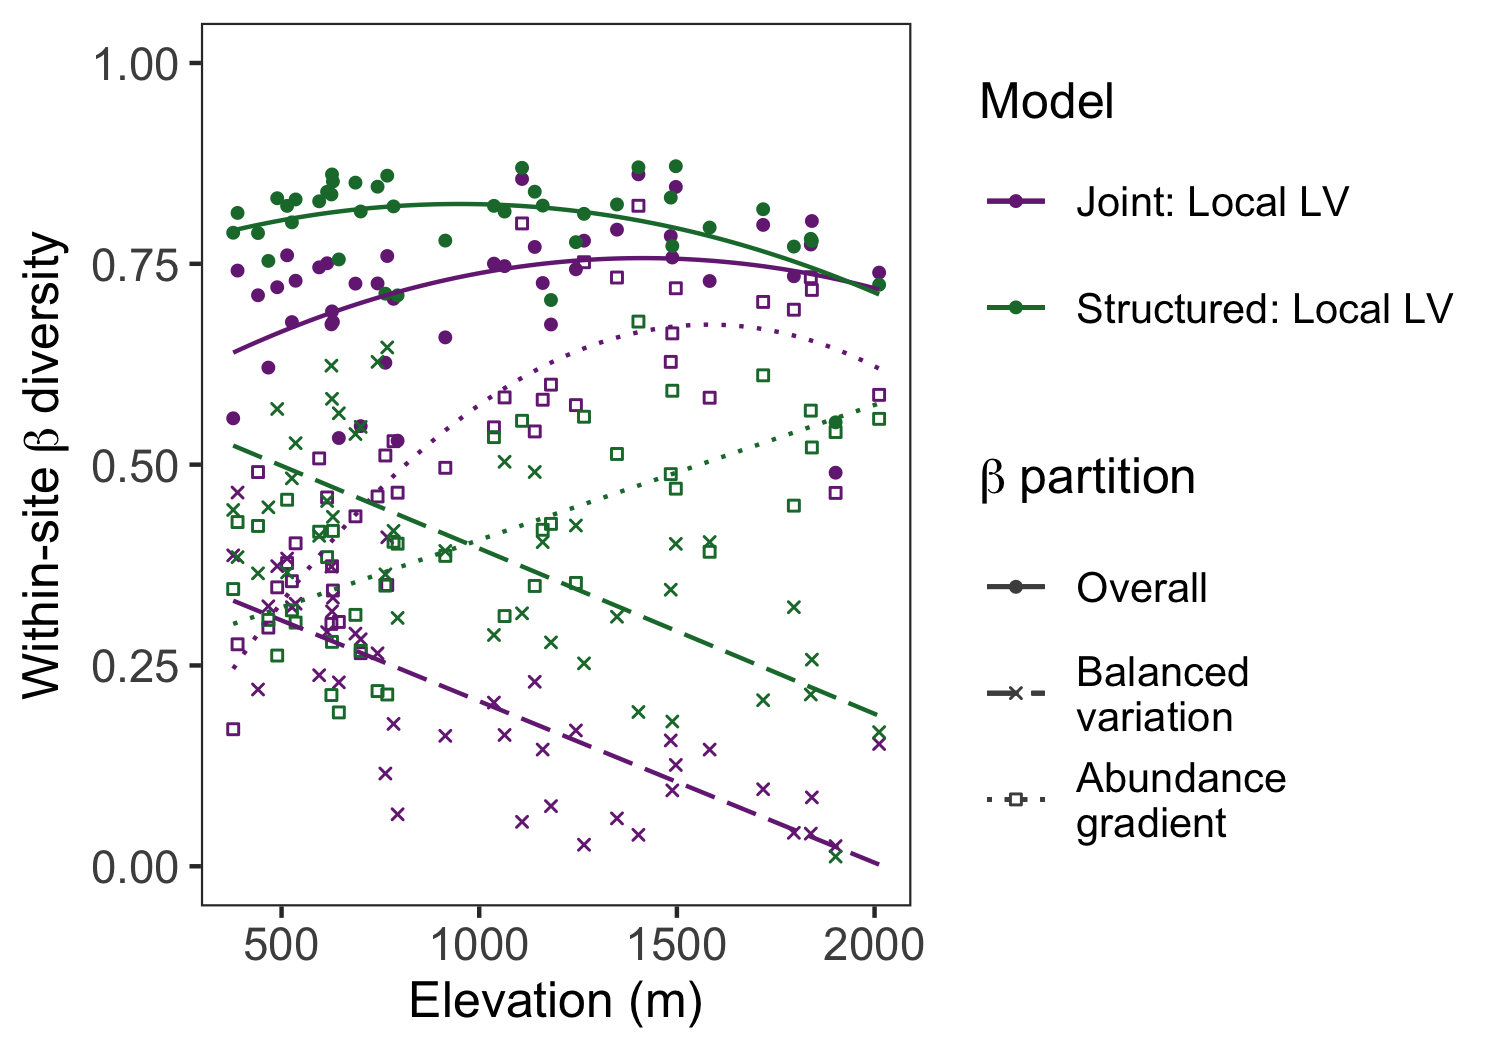 Within-site β diversity
1.00
0.75
0.50
0.25
0.00
500
1000
1500
2000
Elevation (m)
Model
Joint: Local LV
Structured: Local LV
β partition
Overall
Balanced
variation
Abundance
gradient